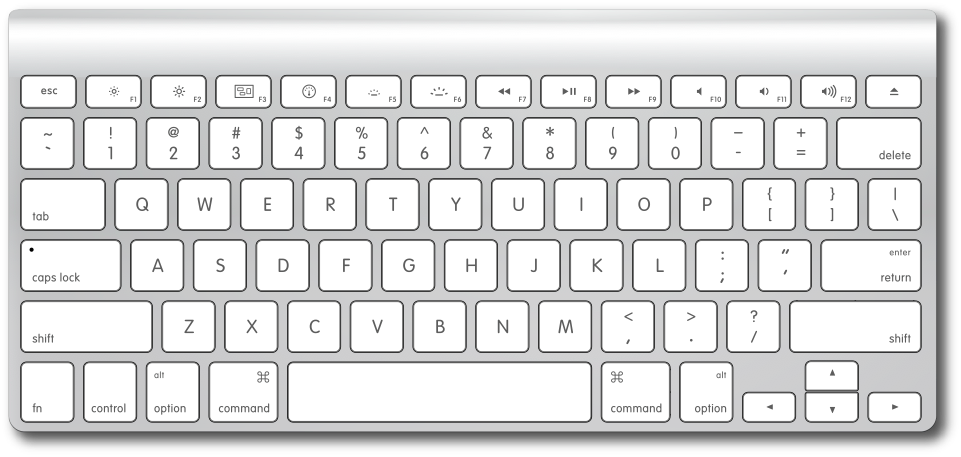 esc F1 F2 F3 F4 F5 F6 F7 F8 F9 F10 F11 F12
~ ! @ # $ % ^ & * ( ) — +
` 1 2 3 4 5 6 7 8 9 0 - = delete
tab Q W E R T Y U I O P { } |
[ ] \
caps lock A S D F G H J K L : " enter
; ' return
shift Z X C V B N M < > ? shift
, . /
alt ⌘ ⌘ alt
fn control option command command option